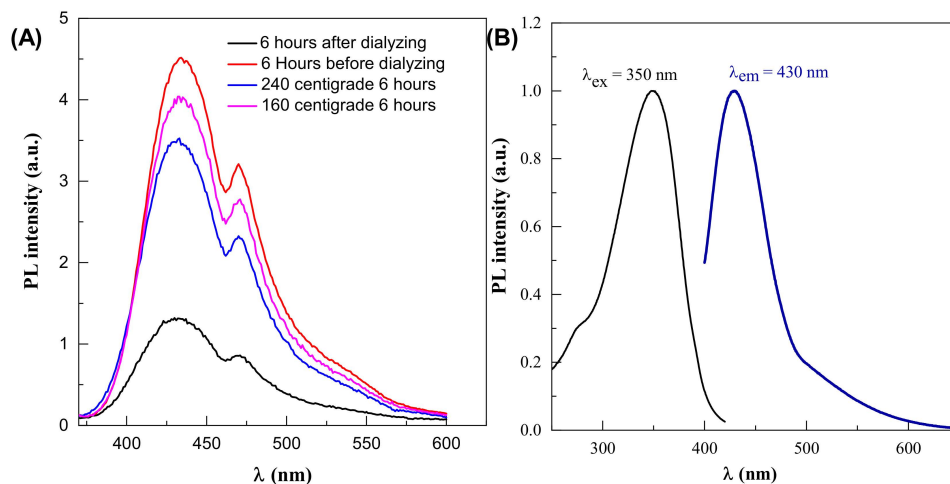 (A)
6 hours after dialyzing
6 Hours before dialyzing
240 centigrade 6 hours
160 centigrade 6 hours
PL intensity (a.u.)
5
4
3
2
1
0
400
450
500
550
600
λ (nm)
(B)
λex = 350 nm
λem = 430 nm
PL intensity (a.u.)
1.2
1.0
0.8
0.6
0.4
0.2
0.0
300
400
500
600
λ (nm)